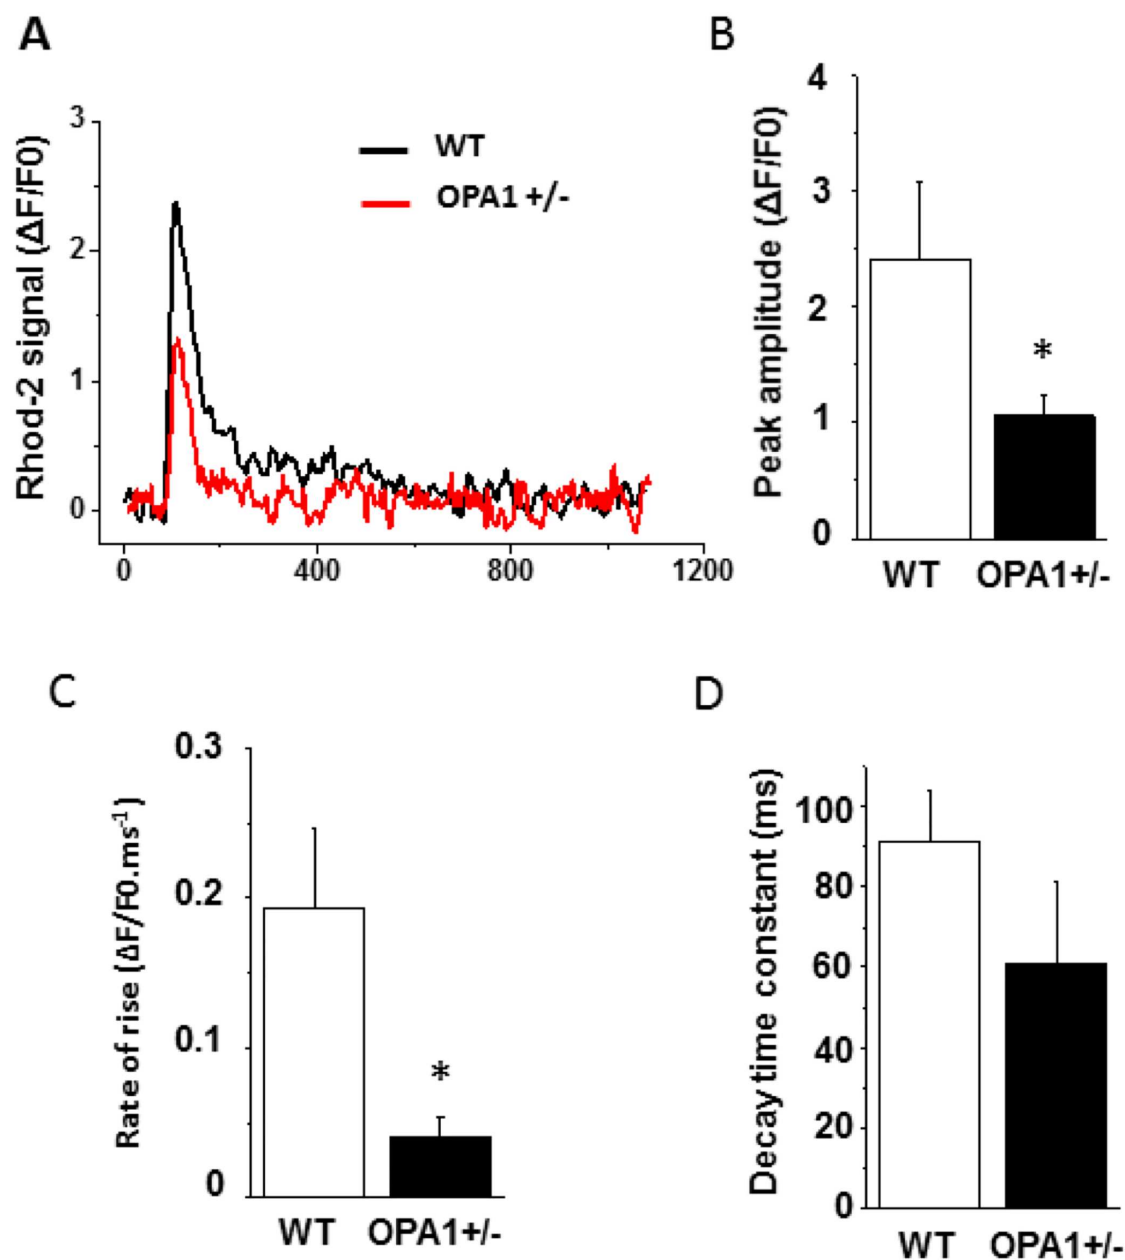 A
Rhod-2 signal (ΔF/F0)
3
2
1
0
WT
OPA1 +/-
0 400 800 1200
B
Peak amplitude (ΔF/F0)
4
3
2
1
0
*
WT OPA1+/-
C
Rate of rise (ΔF/F0.ms⁻¹)
0.3
0.2
0.1
0
*
WT OPA1+/-
D
Decay time constant (ms)
100
80
60
40
20
0
WT OPA1+/-